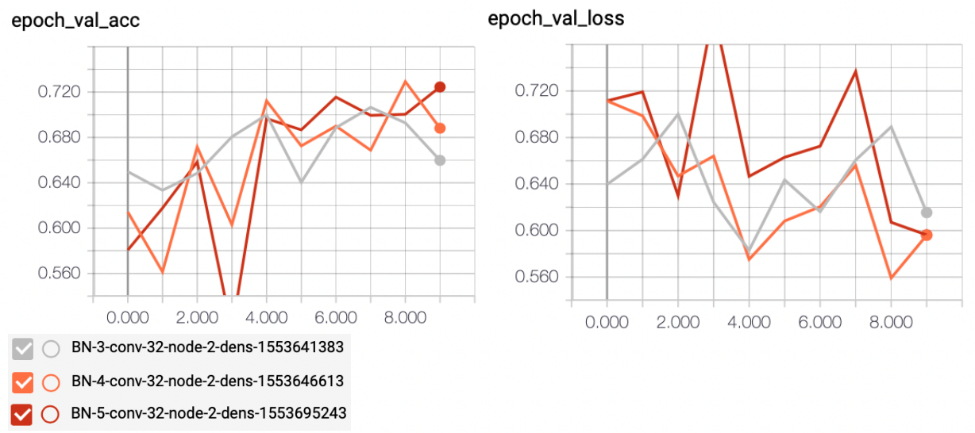 epoch_val_acc
0.720
0.680
0.640
0.600
0.560
0.000 2.000 4.000 6.000 8.000
epoch_val_loss
0.720
0.680
0.640
0.600
0.560
0.000 2.000 4.000 6.000 8.000
BN-3-conv-32-node-2-dens-1553641383
BN-4-conv-32-node-2-dens-1553646613
BN-5-conv-32-node-2-dens-1553695243